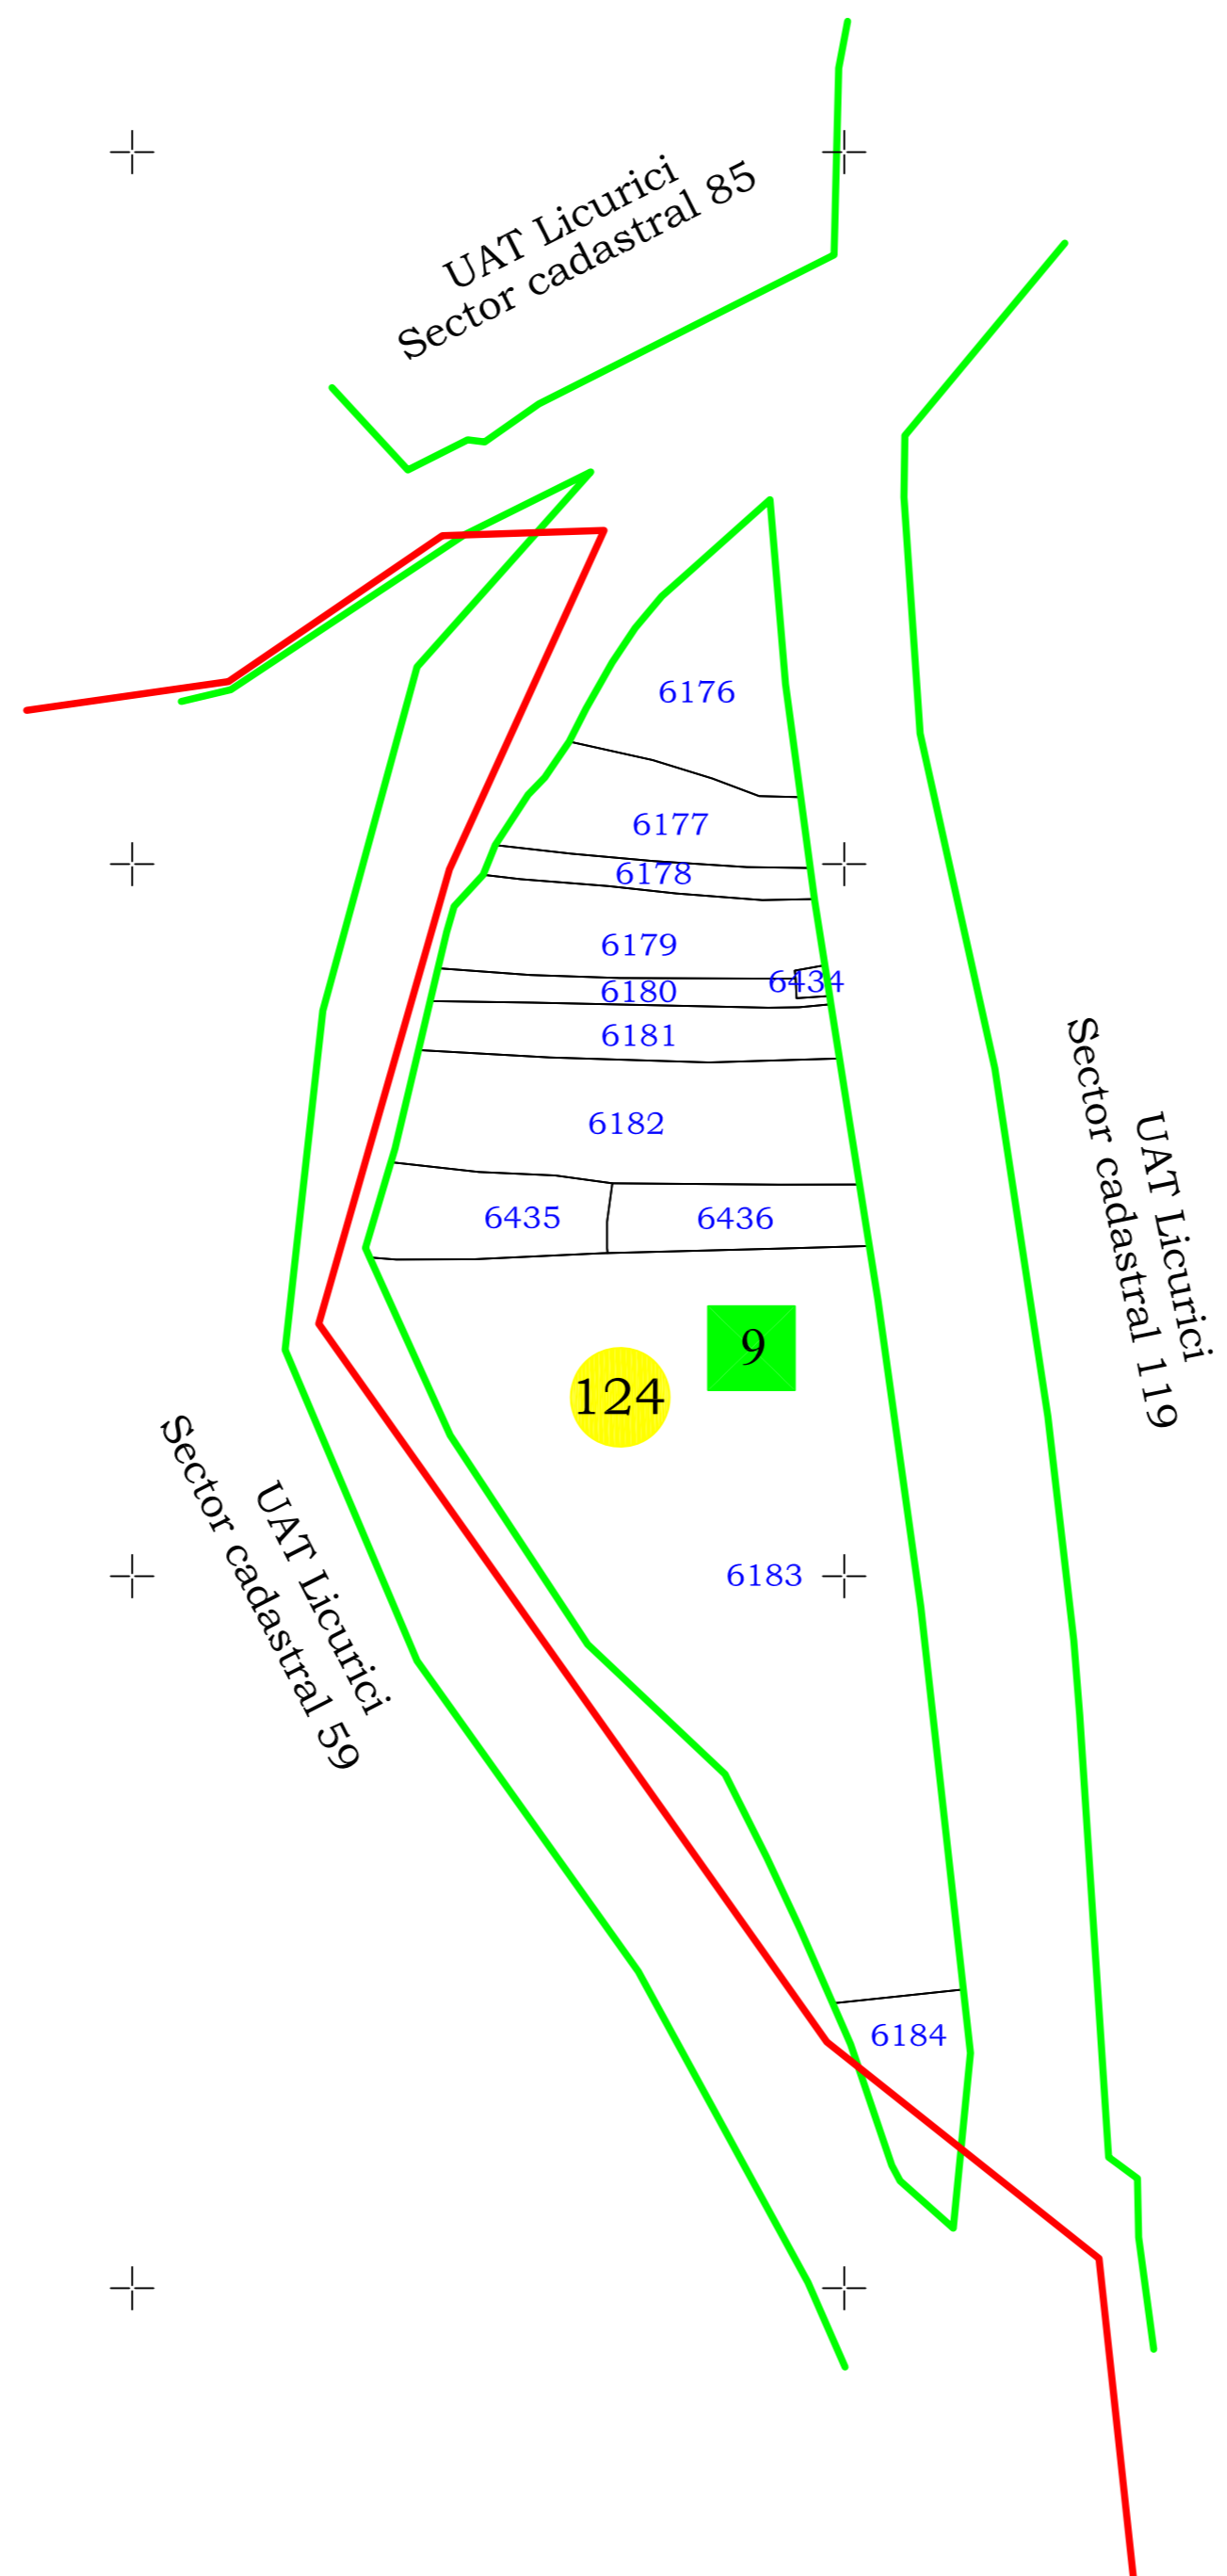 UAT Licurici
Sector cadastral 85
6176
6177
6178
6179
6434
6180
6181
6182
6435
6436
UAT Licurici
Sector cadastral 119
9
124
6183
UAT Licurici
Sector cadastral 59
6184